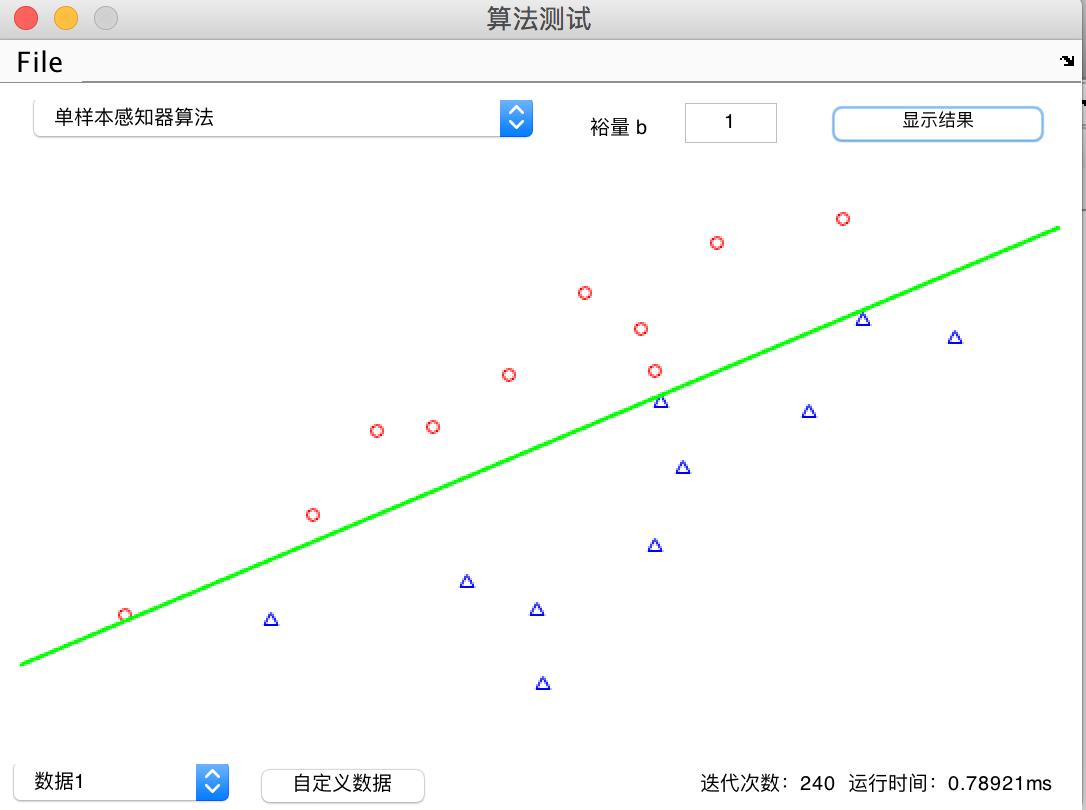 算法测试
File
单样本感知器算法
裕量 b
1
显示结果
数据1
自定义数据
迭代次数：240 运行时间：0.78921ms